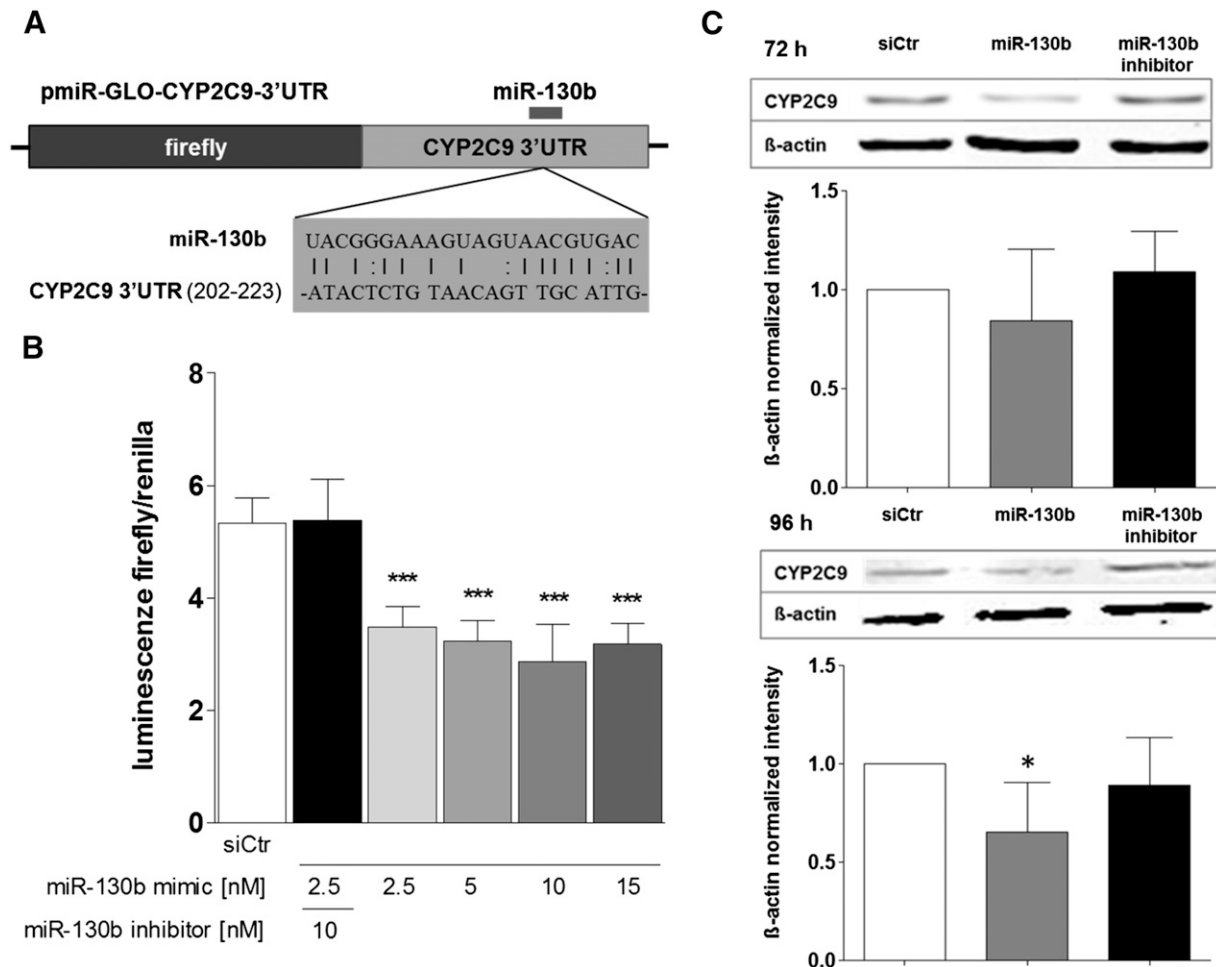 A
pmiR-GLO-CYP2C9-3'UTR miR-130b
firefly CYP2C9 3'UTR
miR-130b UACGGGAAAGUAGUAACGUGAC
CYP2C9 3'UTR (202-223) -ATACTCTG TAACAGT TGC ATTG-
B
8
6
4
2
0
luminescenze firefly/renilla
*** *** *** ***
siCtr
miR-130b mimic [nM] 2.5 2.5 5 10 15
miR-130b inhibitor [nM] 10
C
72 h siCtr miR-130b miR-130b
inhibitor
CYP2C9
ß-actin
1.5
1.0
0.5
0.0
ß-actin normalized intensity
96 h siCtr miR-130b miR-130b
inhibitor
CYP2C9
ß-actin
1.5
1.0
0.5
0.0
ß-actin normalized intensity
*